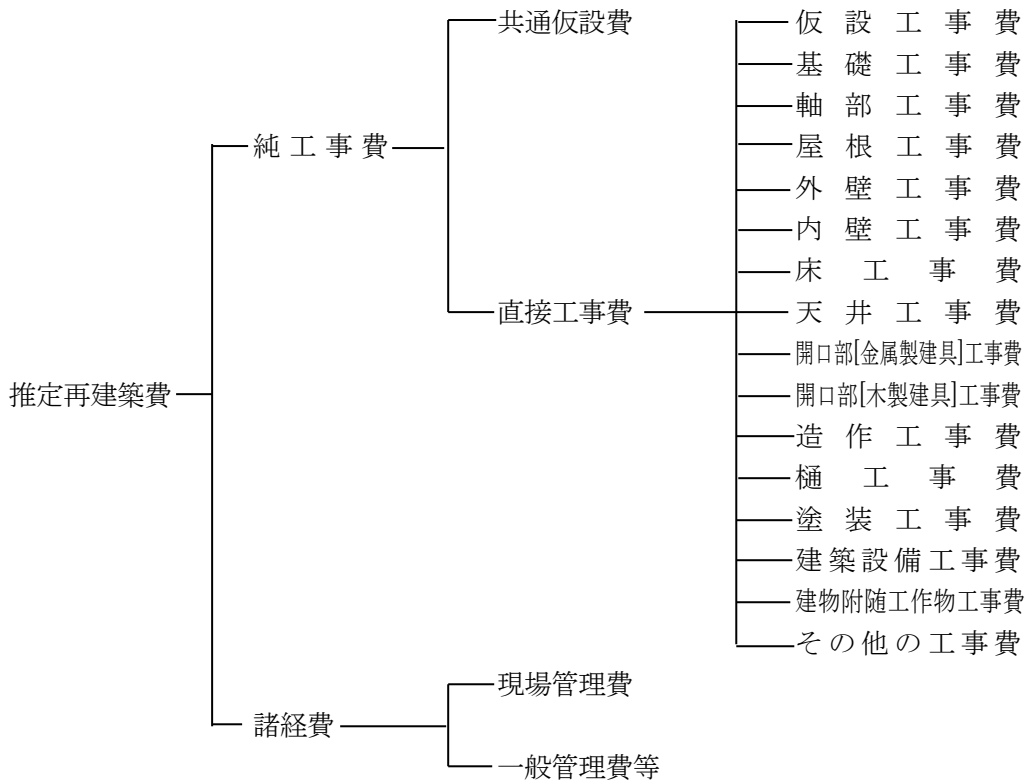 共通仮設費
仮設工事費
基礎工事費
軸部工事費
純工事費
屋根工事費
外壁工事費
内壁工事費
床工事費
直接工事費
天井工事費
開口部[金属製建具]工事費
推定再建築費
開口部[木製建具]工事費
造作工事費
樋工事費
塗装工事費
建築設備工事費
建物附随工作物工事費
その他の工事費
現場管理費
諸経費
一般管理費等